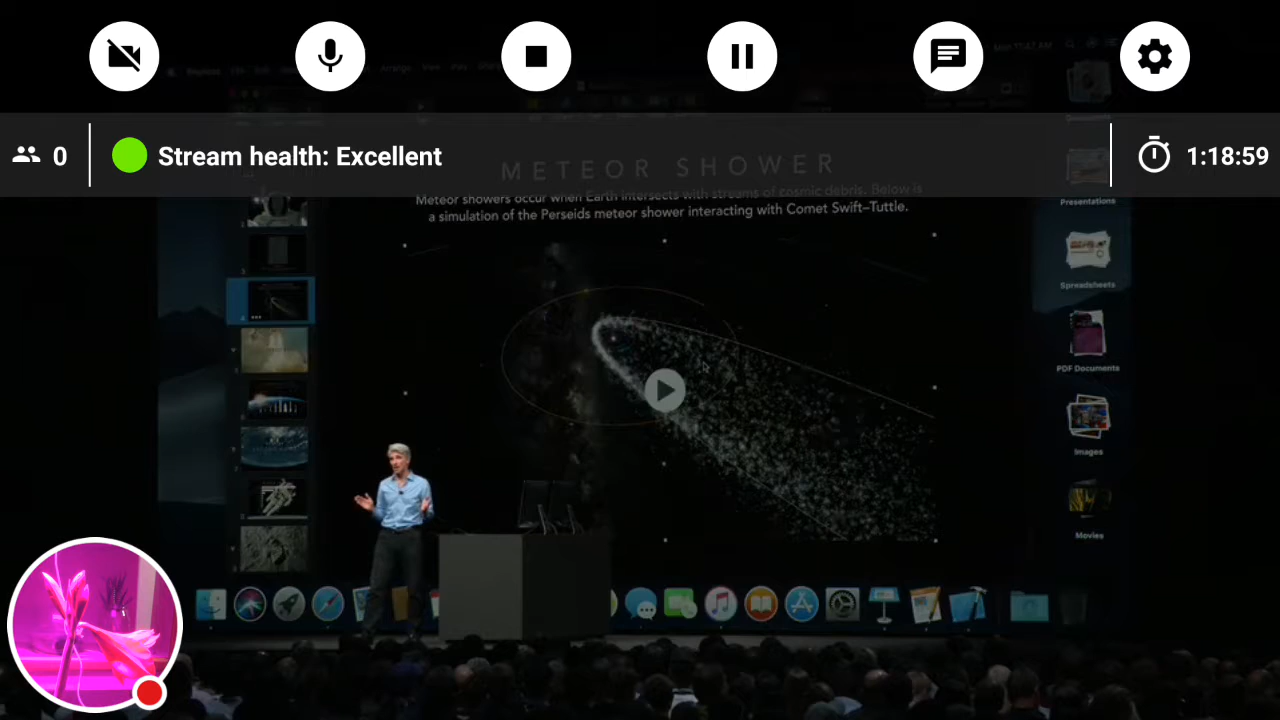 0
Stream health: Excellent
1:18:59
METEOR SHOWER
Meteor showers occur when Earth intersects with streams of cosmic debris. Below is
a simulation of the Perseids meteor shower interacting with Comet Swift–Tuttle.
Presentations
Spreadsheets
PDF Documents
Images
Movies